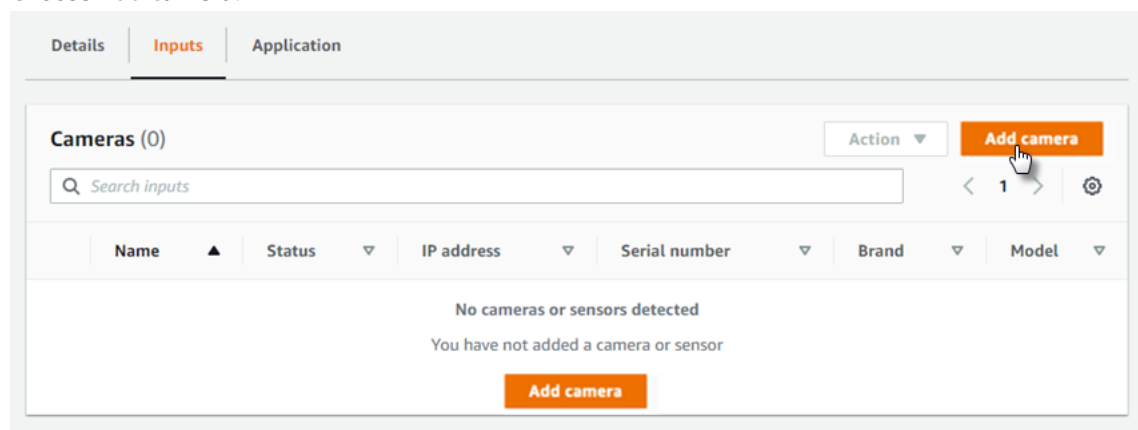 Details Inputs Application
Cameras (0) Action Add camera
Search inputs 1
Name Status IP address Serial number Brand Model
No cameras or sensors detected
You have not added a camera or sensor
Add camera